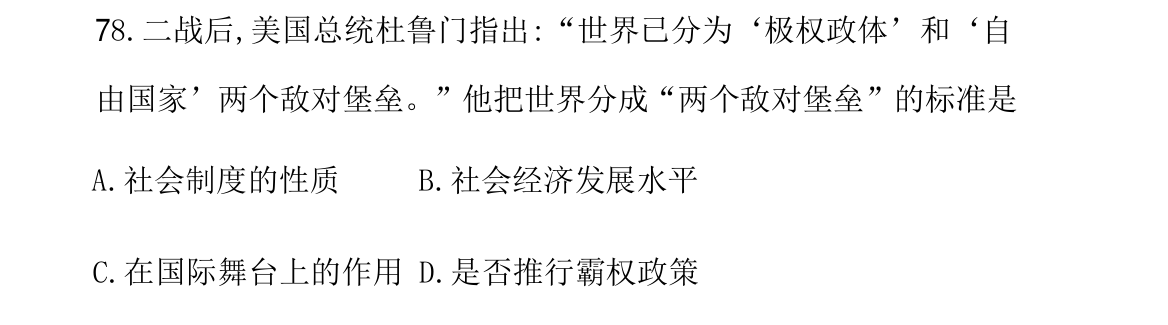 78.二战后,美国总统杜鲁门指出:“世界已分为‘极权政体’和‘自
由国家’两个敌对堡垒。”他把世界分成“两个敌对堡垒”的标准是
A.社会制度的性质 B.社会经济发展水平
C.在国际舞台上的作用 D.是否推行霸权政策